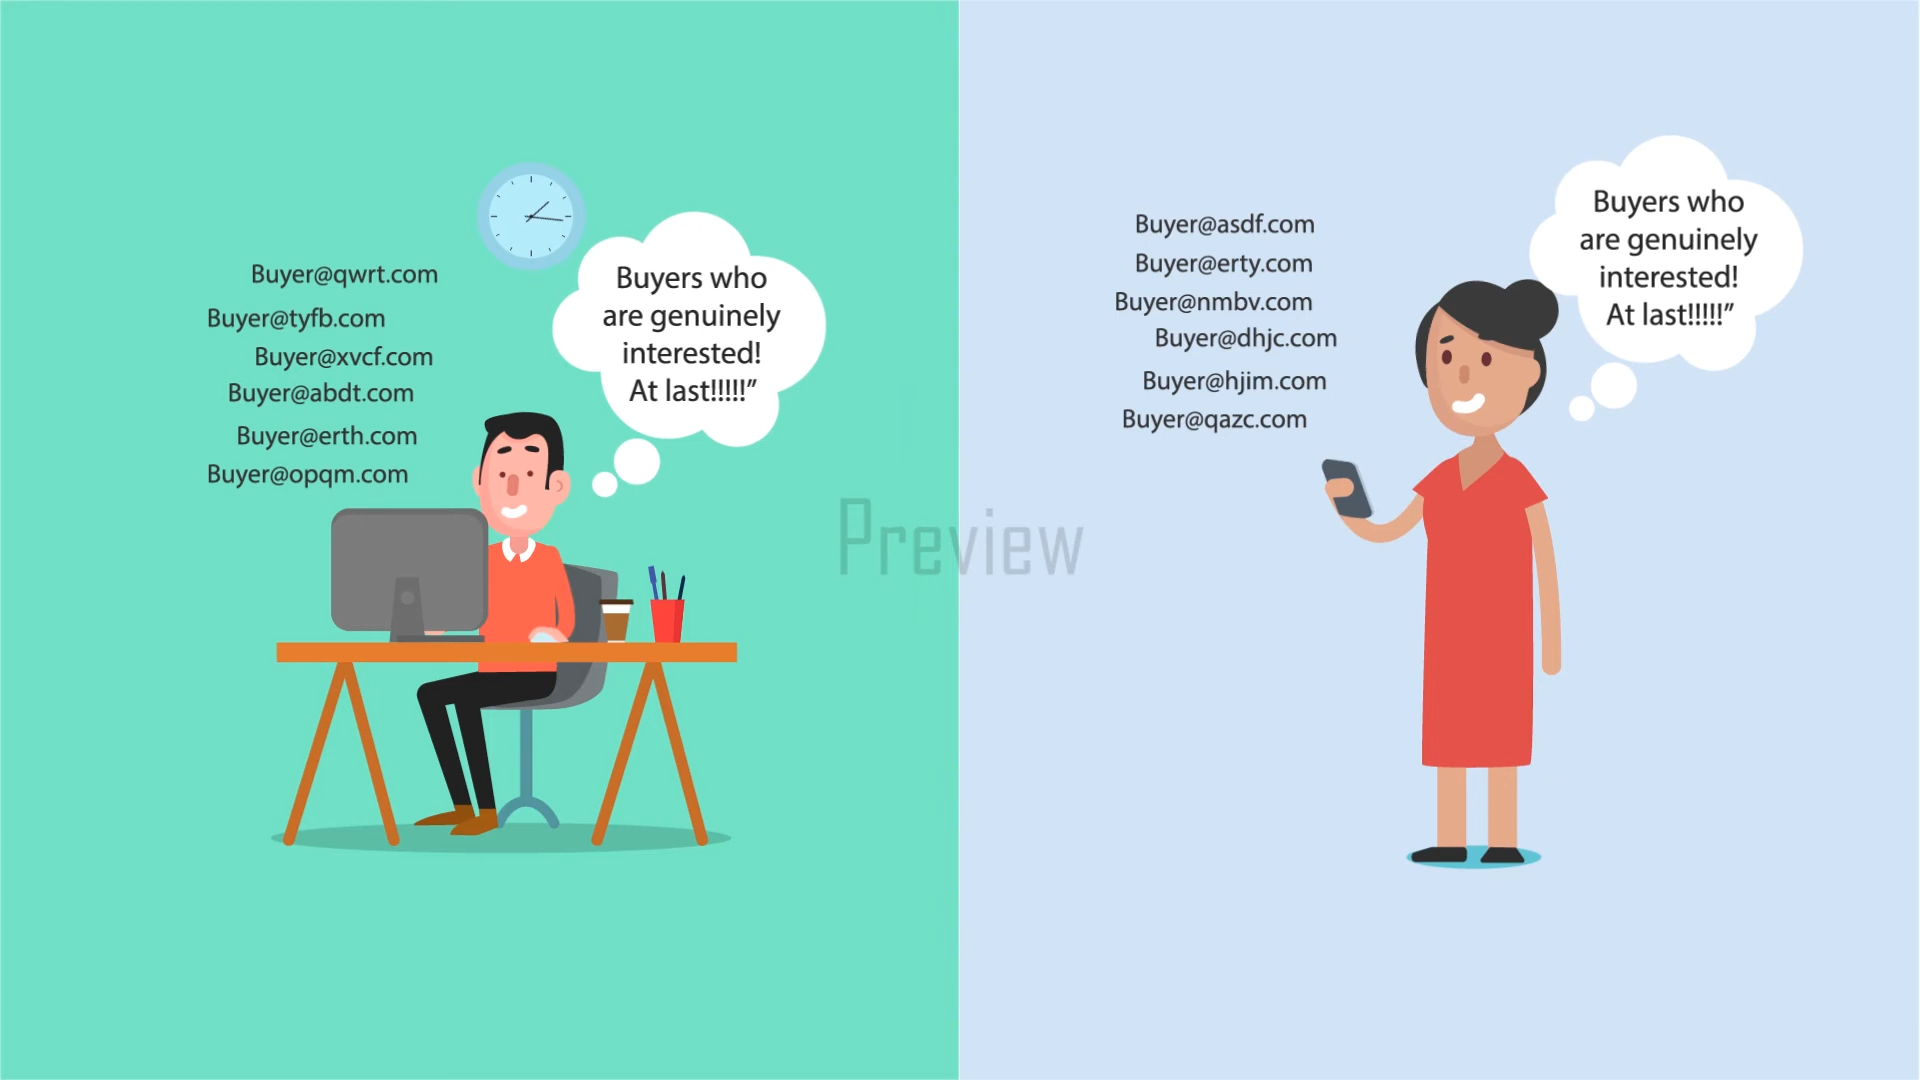 Buyer@qwrt.com
Buyer@tyfb.com
Buyer@xvcf.com
Buyer@abdt.com
Buyer@erth.com
Buyer@opqm.com
Buyers who
are genuinely
interested!
At last!!!!!”
Preview
Buyer@asdf.com
Buyer@erty.com
Buyer@nmbv.com
Buyer@dhjc.com
Buyer@hjim.com
Buyer@qazc.com
Buyers who
are genuinely
interested!
At last!!!!!”